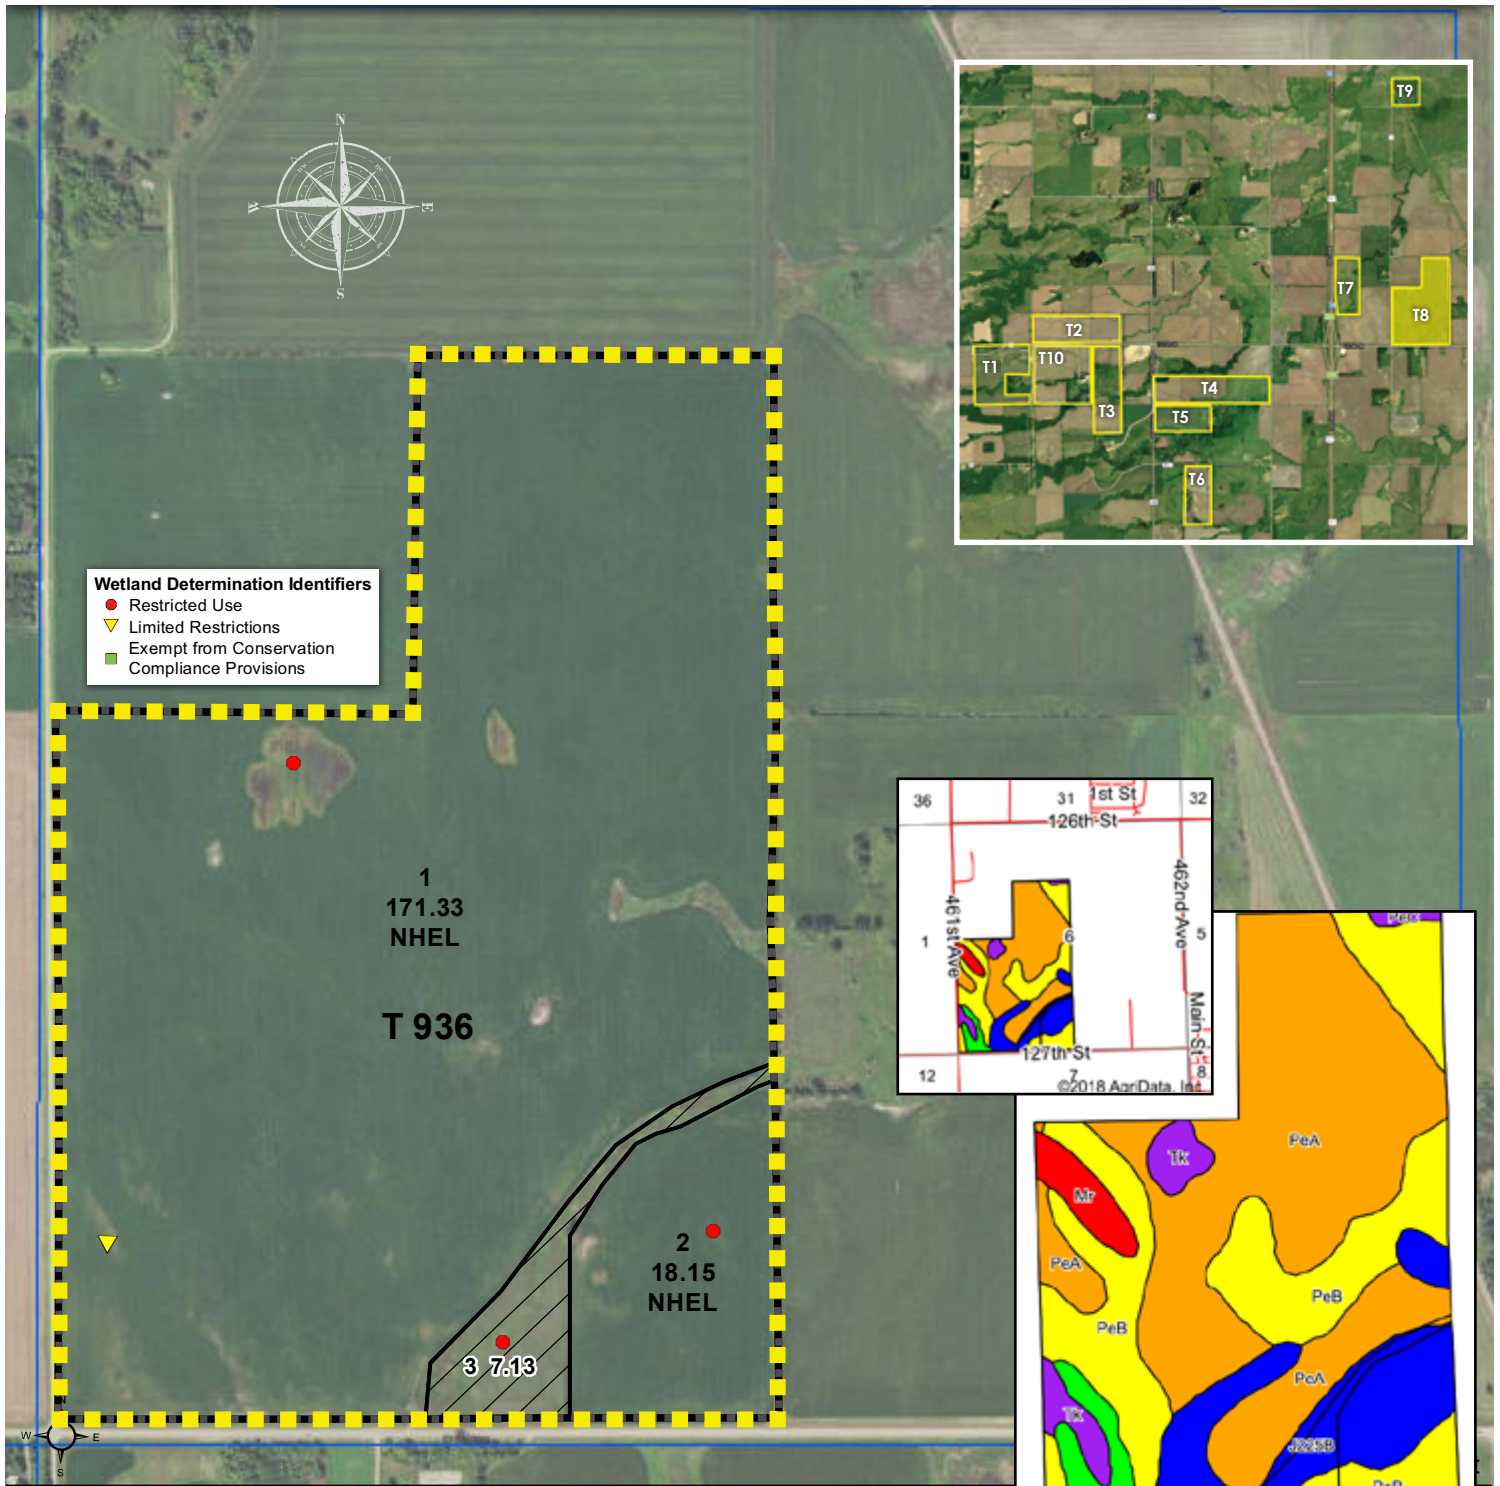 N
W
E
S
T9
T7
T8
T2
T1
T10
T3
T4
T5
T6
Wetland Determination Identifiers
Restricted Use
Limited Restrictions
Exempt from Conservation
Compliance Provisions
1
171.33
NHEL
T 936
2
18.15
NHEL
3 7.13
36
31
1st St
32
126th St
461st Ave
462nd Ave
1
6
5
Main St
127th St
12
7
8
©2018 AgriData, Inc
PeA
Tk
Mr
PeA
PeB
PeB
PeA
Tk
J225B
W
E
S